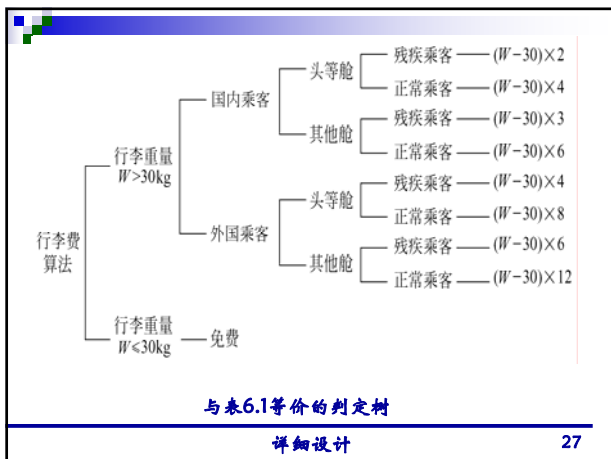 残疾乘客 (W-30)×2
头等舱
正常乘客 (W-30)×4
国内乘客
残疾乘客 (W-30)×3
其他舱
正常乘客 (W-30)×6
行李重量
W>30kg
残疾乘客 (W-30)×4
头等舱
正常乘客 (W-30)×8
外国乘客
残疾乘客 (W-30)×6
其他舱
正常乘客 (W-30)×12
行李费
算法
行李重量
W≤30kg
免费
与表6.1等价的判定树
详细设计 27